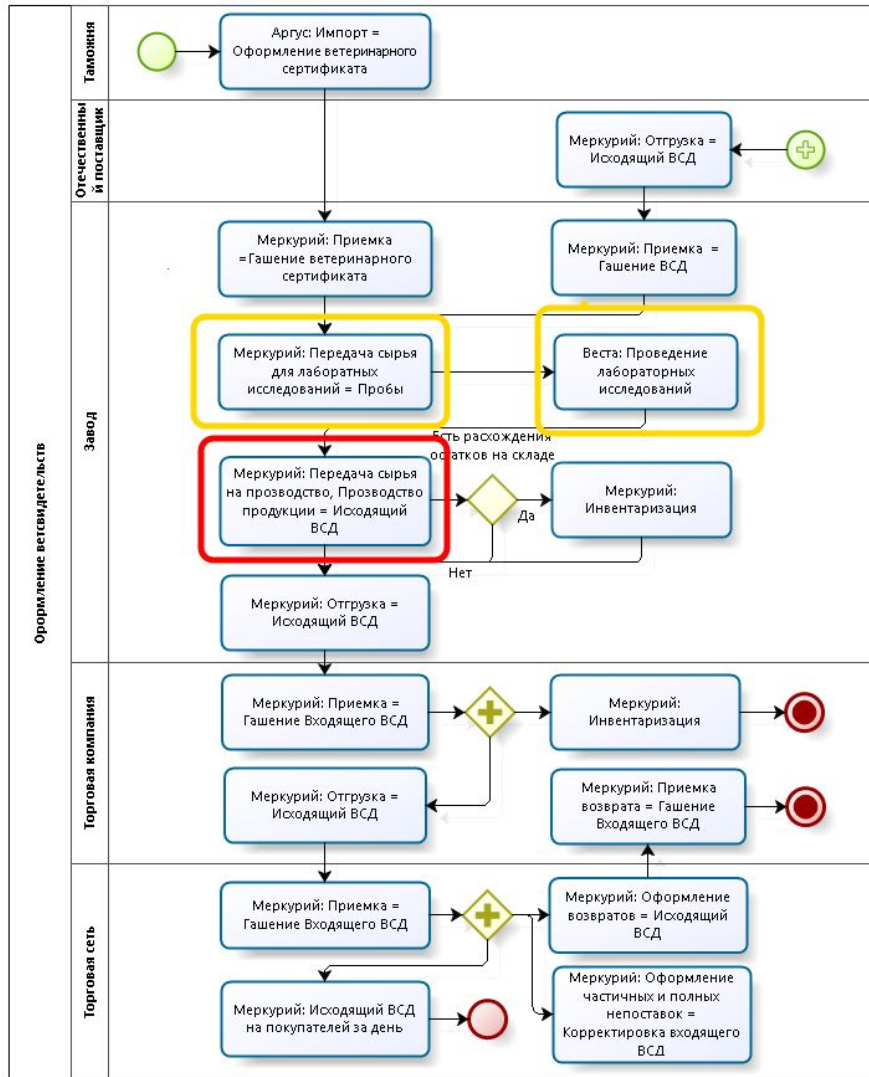 Орормление ветсвидетельств
Таможня
Аргус: Импорт =
Оформление ветеринарного
сертификата
Отечественны
й поставщик
Меркурий: Отгрузка =
Исходящий ВСД
Завод
Меркурий: Приемка
=Гашение ветеринарного
сертификата
Меркурий: Приемка =
Гашение ВСД
Меркурий: Передача сырья
для лаборатных
исследований = Пробы
Веста: Проведение
лабораторных
исследований
Меркурий: Передача сырья
на прозводство, Прозводство
продукции = Исходящий
ВСД
Есть расхождения
остатков на складе
Да
Нет
Меркурий:
Инвентаризация
Меркурий: Отгрузка =
Исходящий ВСД
Торговая компания
Меркурий: Приемка =
Гашение Входящего ВСД
Меркурий:
Инвентаризация
Меркурий: Отгрузка =
Исходящий ВСД
Меркурий: Приемка
возврата = Гашение
Входящего ВСД
Торговая сеть
Меркурий: Приемка =
Гашение Входящего ВСД
Меркурий: Оформление
возвратов = Исходящий
ВСД
Меркурий: Исходящий ВСД
на покупателей за день
Меркурий: Оформление
частичных и полных
непоставок =
Корректировка входящего
ВСД